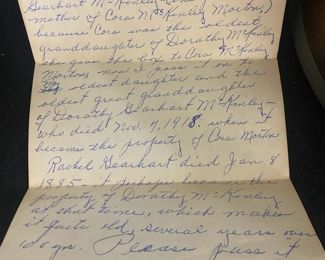 Gearhart McKinley
mother of Cora McKinley Morton)
because Cora was the oldest
granddaughter of Dorathy McKinley
she gave the box to Cora McKinley
Morton, now I pass it on to
my oldest daughter and the
oldest great granddaughter
of Dorathy Gearhart McKinley-
who died Nov. 7, 1918. when it
became the property of Cora Morton
Rachel Gearhart died Jan 8
1885 - it perhaps became the
property of Dorathy McKinley
at that time, which makes
it quite old, several years over
yrs. Please pass it